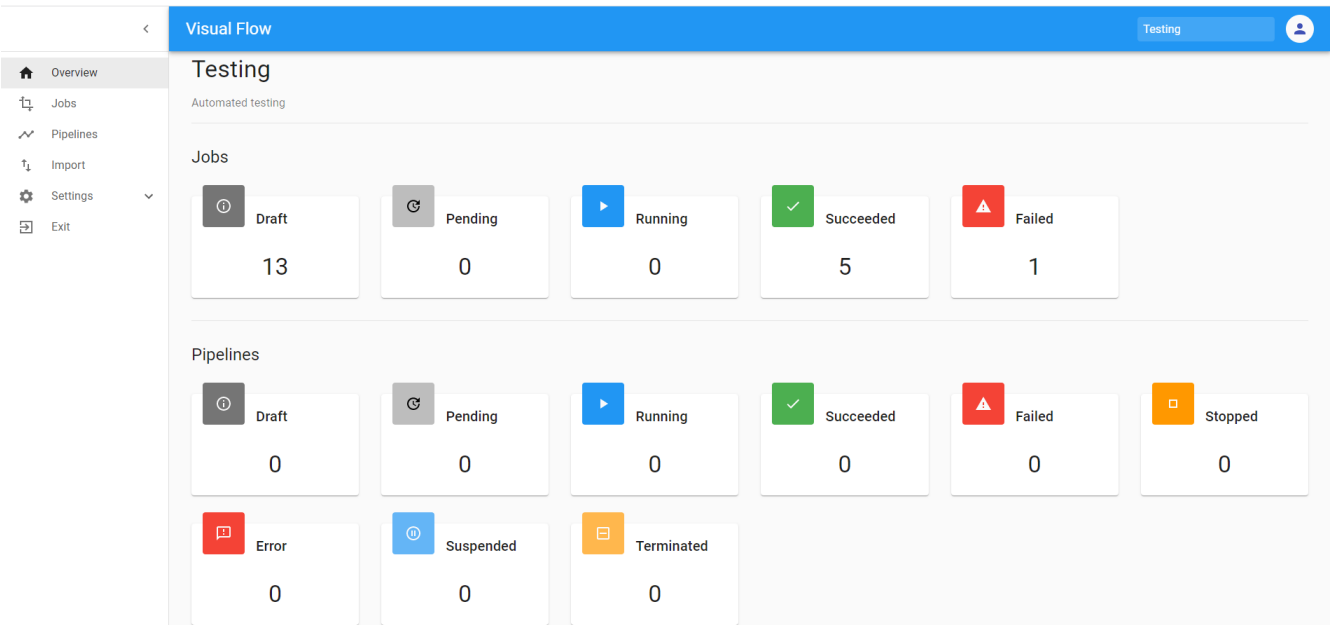 Visual Flow
Testing
Overview
Jobs
Pipelines
Import
Settings
Exit
Testing
Automated testing
Jobs
Draft Pending Running Succeeded Failed
13 0 0 5 1
Pipelines
Draft Pending Running Succeeded Failed Stopped
0 0 0 0 0 0
Error Suspended Terminated
0 0 0